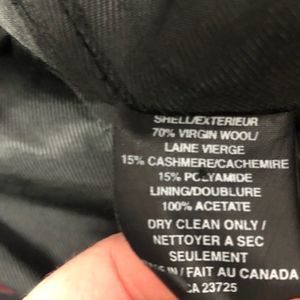 SHELL/EXTERIEUR
70% VIRGIN WOOL/
LAINE VIERGE
15% CASHMERE/CACHEMIRE
15% POLYAMIDE
LINING/DOUBLURE
100% ACETATE
DRY CLEAN ONLY /
NETTOYER A SEC
SEULEMENT
IN / FAIT AU CANADA
CA 23725